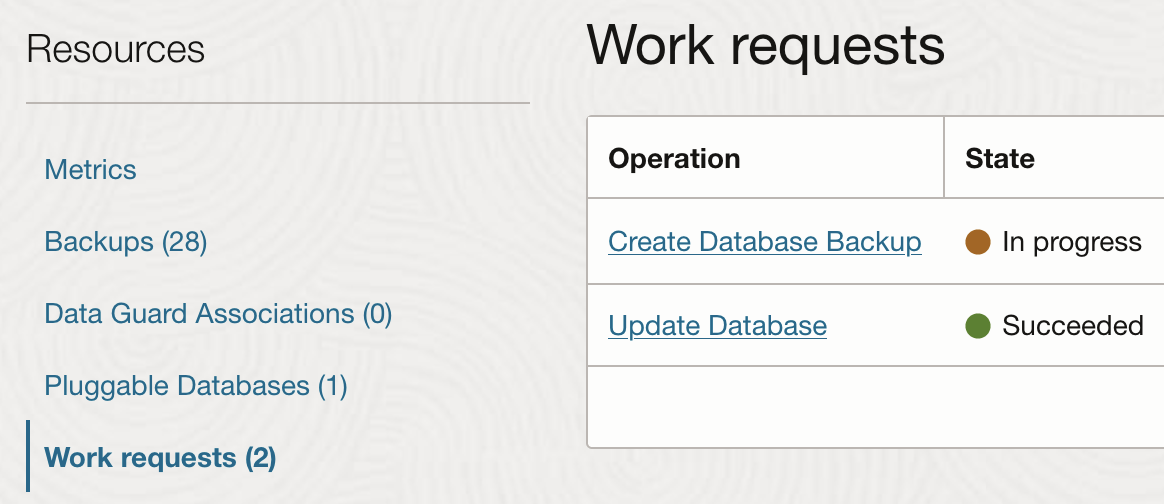 Resources
Metrics
Backups (28)
Data Guard Associations (0)
Pluggable Databases (1)
Work requests (2)
Work requests
Operation State
Create Database Backup In progress
Update Database Succeeded